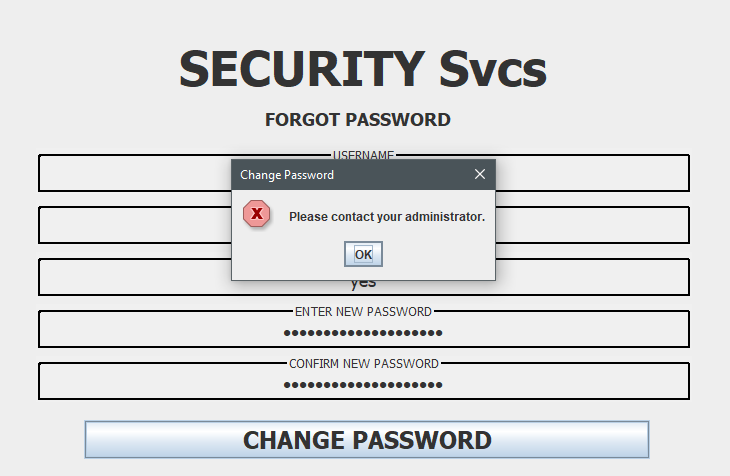 SECURITY Svcs
FORGOT PASSWORD
USERNAME
Change Password
Please contact your administrator.
OK
yes
ENTER NEW PASSWORD
••••••••••••••••••••
CONFIRM NEW PASSWORD
••••••••••••••••••••
CHANGE PASSWORD